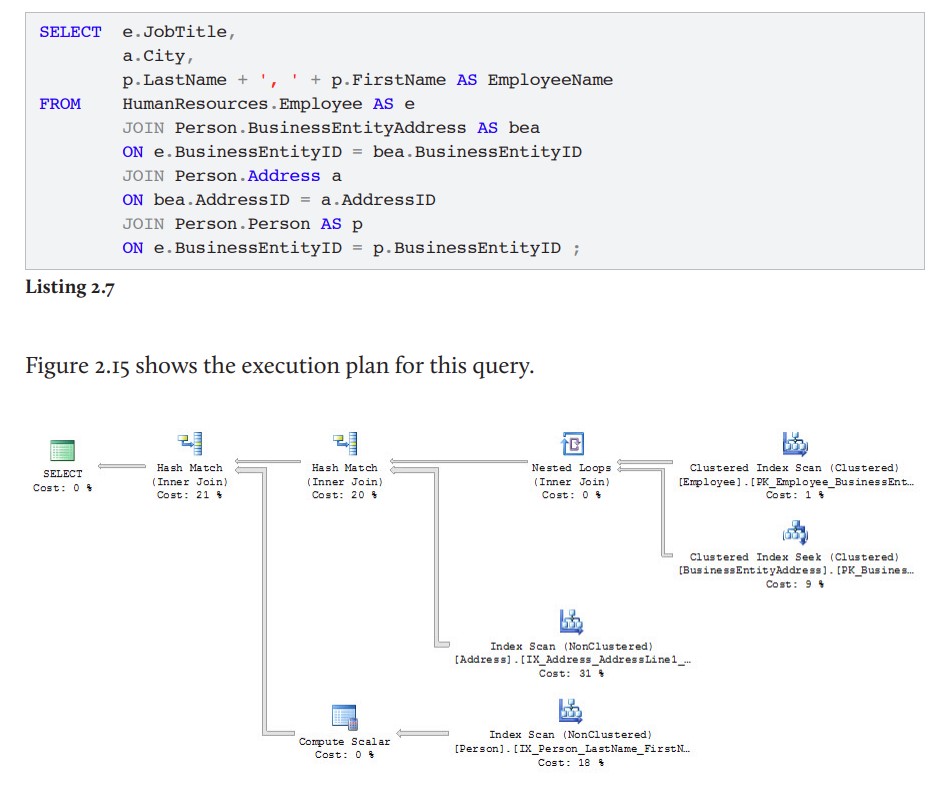 SELECT e.JobTitle,
a.City,
p.LastName + ', ' + p.FirstName AS EmployeeName
FROM HumanResources.Employee AS e
JOIN Person.BusinessEntityAddress AS bea
ON e.BusinessEntityID = bea.BusinessEntityID
JOIN Person.Address a
ON bea.AddressID = a.AddressID
JOIN Person.Person AS p
ON e.BusinessEntityID = p.BusinessEntityID ;
Listing 2.7
Figure 2.15 shows the execution plan for this query.
SELECT
Cost: 0 %
Hash Match
(Inner Join)
Cost: 21 %
Hash Match
(Inner Join)
Cost: 20 %
Nested Loops
(Inner Join)
Cost: 0 %
Clustered Index Scan (Clustered)
[Employee].[PK_Employee_BusinessEnt…
Cost: 1 %
Clustered Index Seek (Clustered)
[BusinessEntityAddress].[PK_Busines…
Cost: 9 %
Index Scan (NonClustered)
[Address].[IX_Address_AddressLine1_…
Cost: 31 %
Compute Scalar
Cost: 0 %
Index Scan (NonClustered)
[Person].[IX_Person_LastName_FirstN…
Cost: 18 %